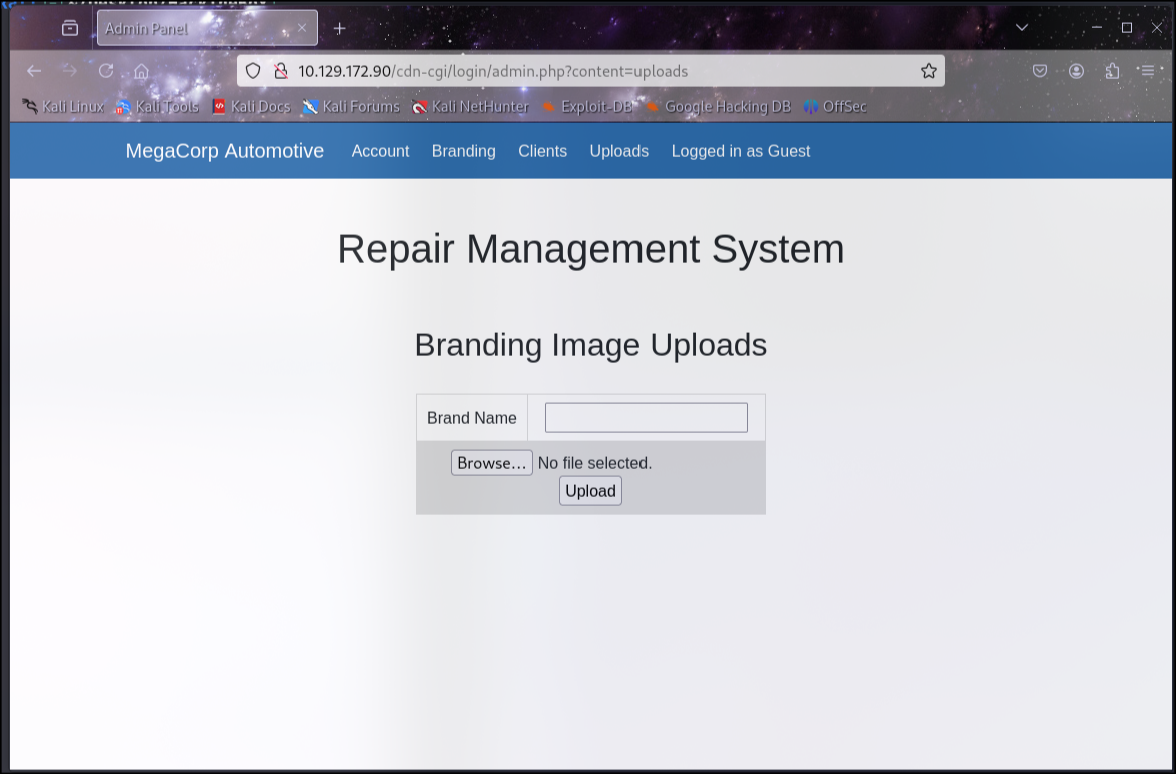 Admin Panel
10.129.172.90/cdn-cgi/login/admin.php?content=uploads
Kali Linux Kali Tools Kali Docs Kali Forums Kali NetHunter Exploit-DB Google Hacking DB OffSec
MegaCorp Automotive Account Branding Clients Uploads Logged in as Guest
Repair Management System
Branding Image Uploads
Brand Name
Browse... No file selected.
Upload